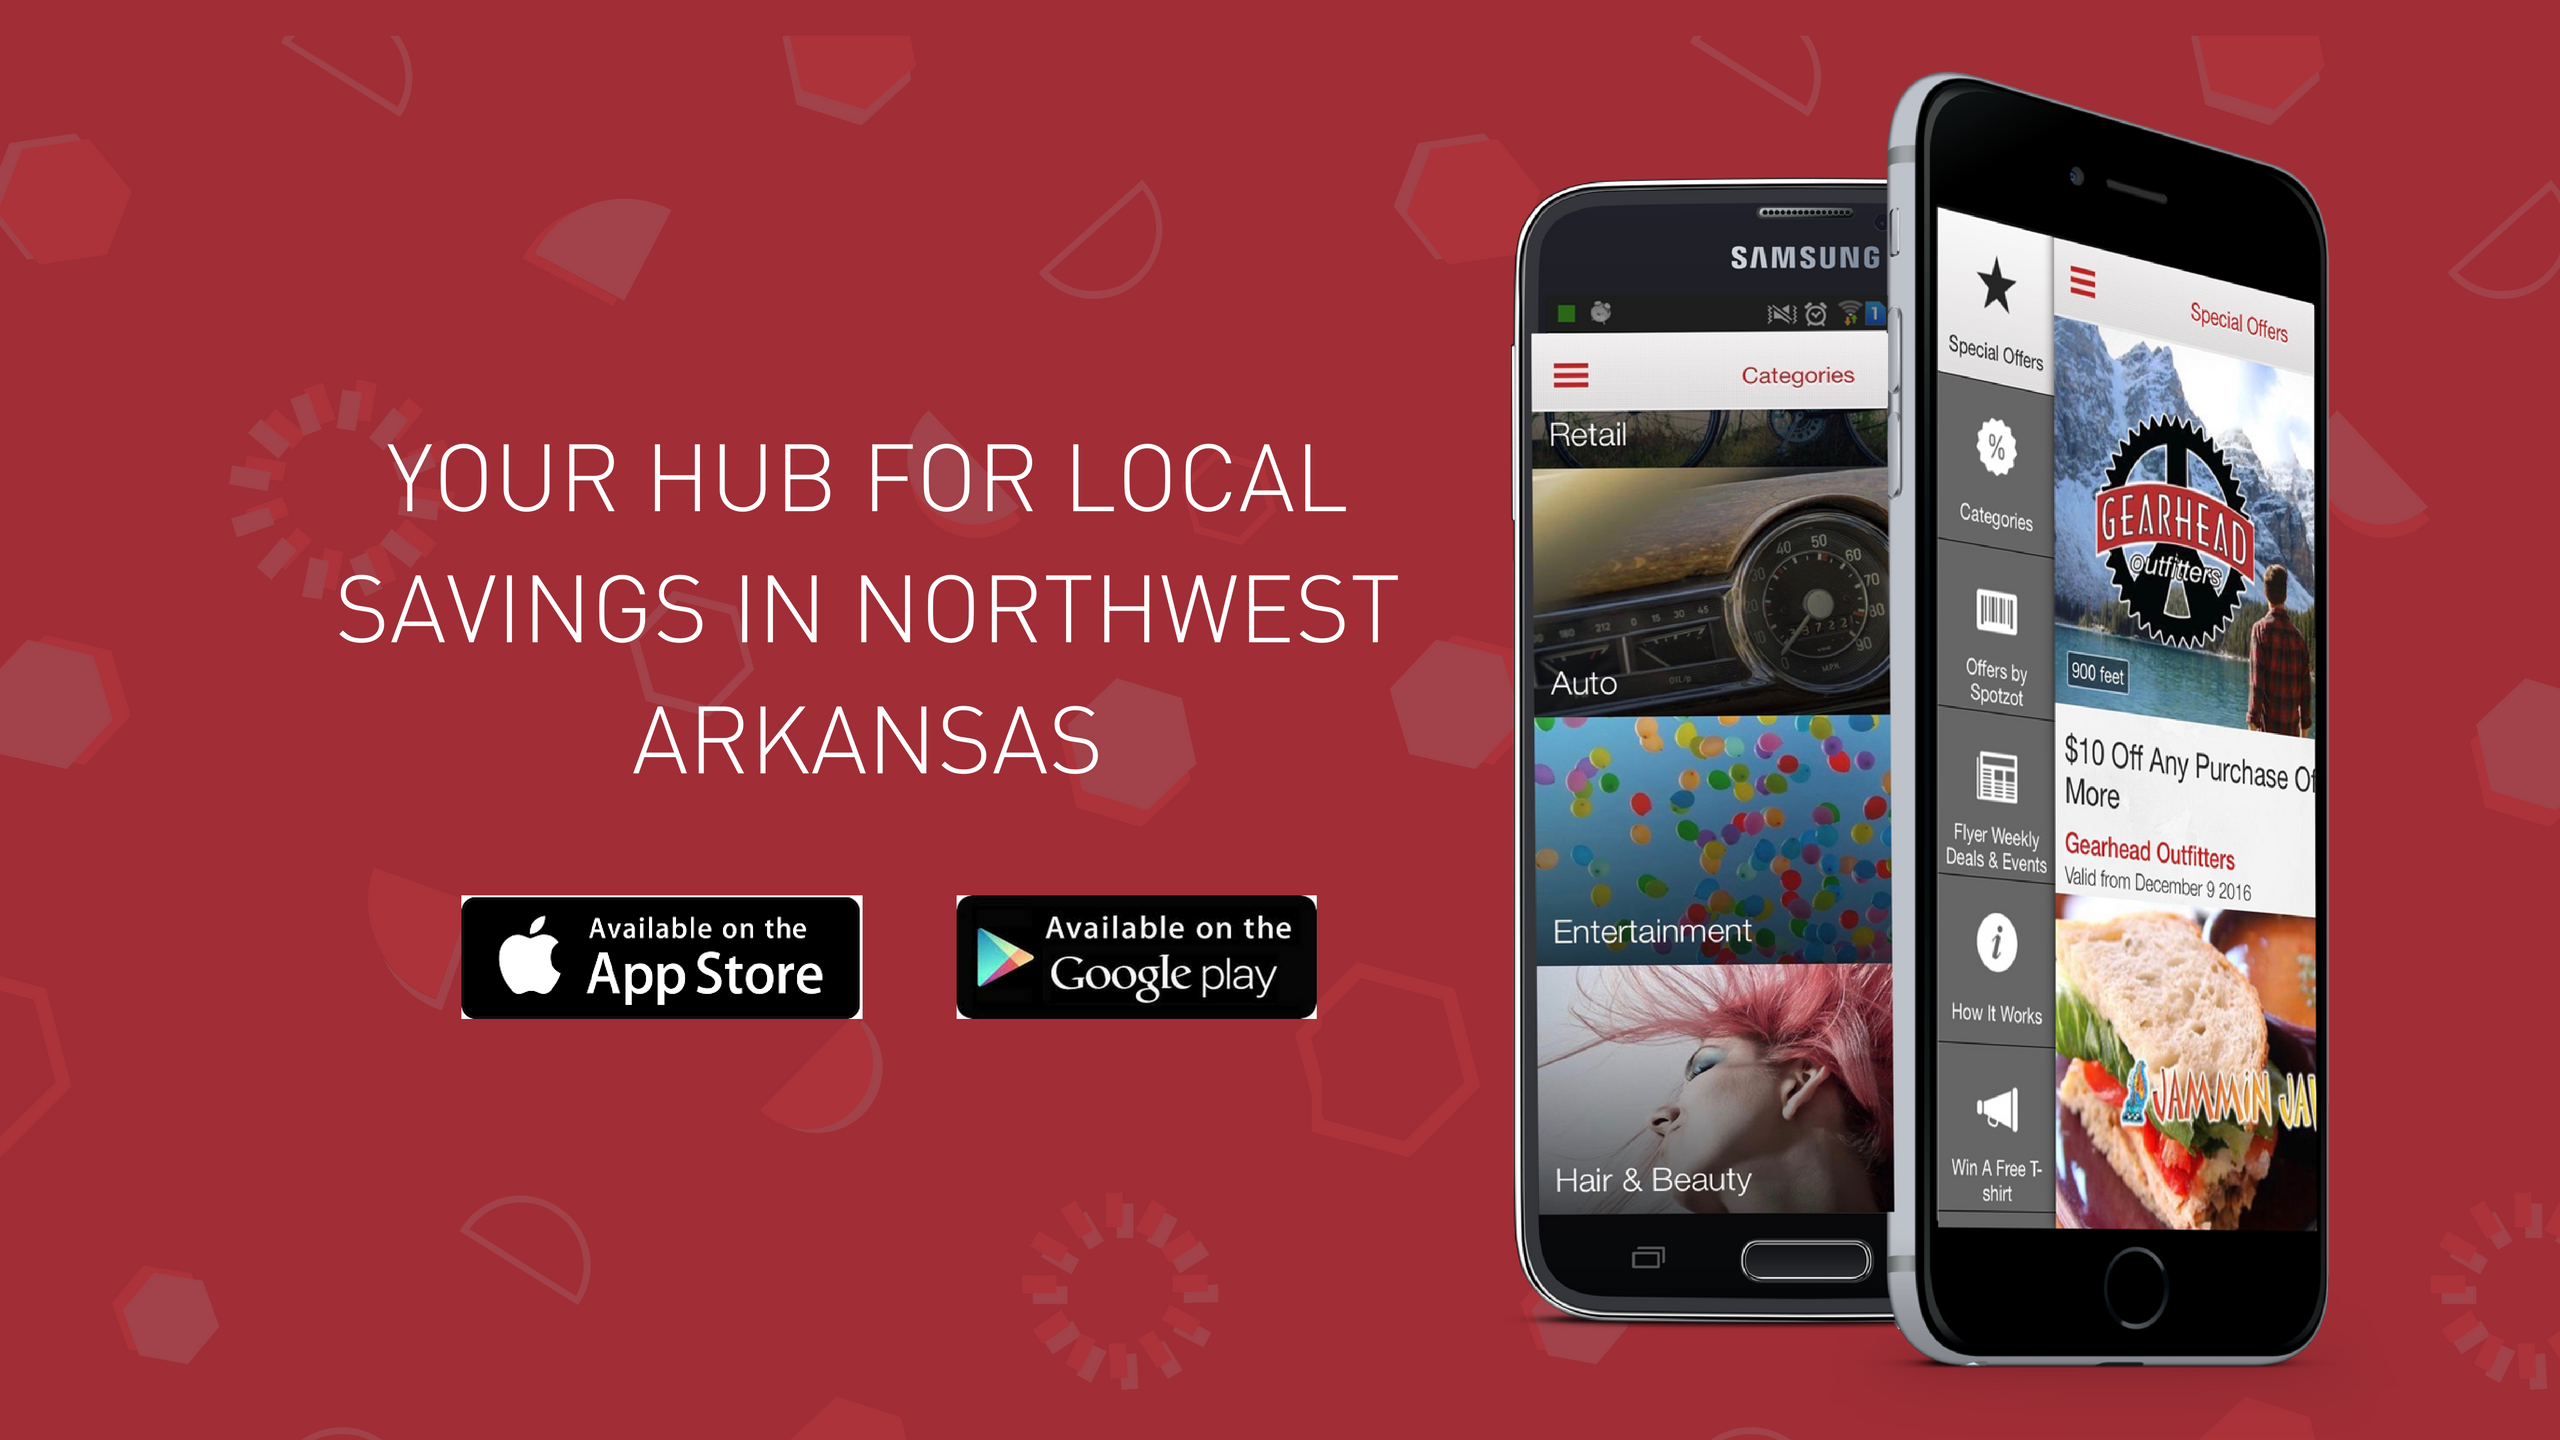 YOUR HUB FOR LOCAL
SAVINGS IN NORTHWEST
ARKANSAS
Available on the
App Store
Available on the
Google play
SAMSUNG
1
Categories
Retail
Auto
Entertainment
Hair & Beauty
Special Offers
Categories
Offers by
Spotzot
Flyer Weekly
Deals & Events
How It Works
Win A Free T-
shirt
Special Offers
GEARHEAD
outfitters
900 feet
$10 Off Any Purchase Of
More
Gearhead Outfitters
Valid from December 9 2016
JAMMIN JA